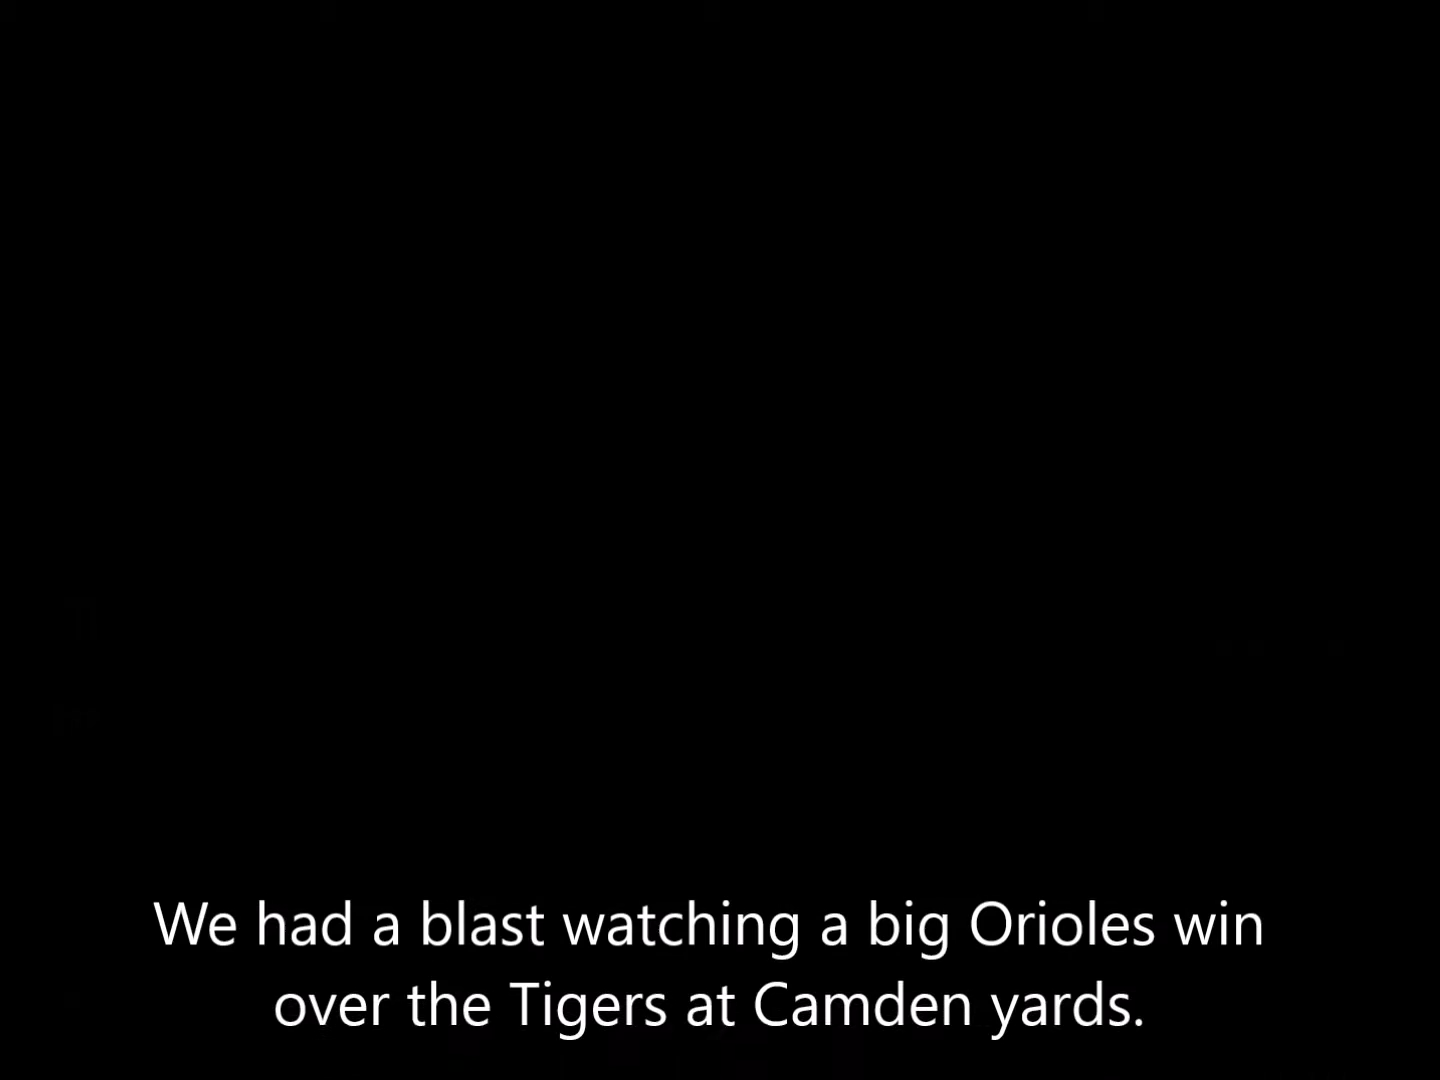 We had a blast watching a big Orioles win
over the Tigers at Camden yards.